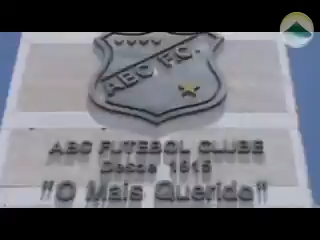 ABC F.C.
ABC FUTEBOL CLUBE
Desde 1915
"O Mais Querido"